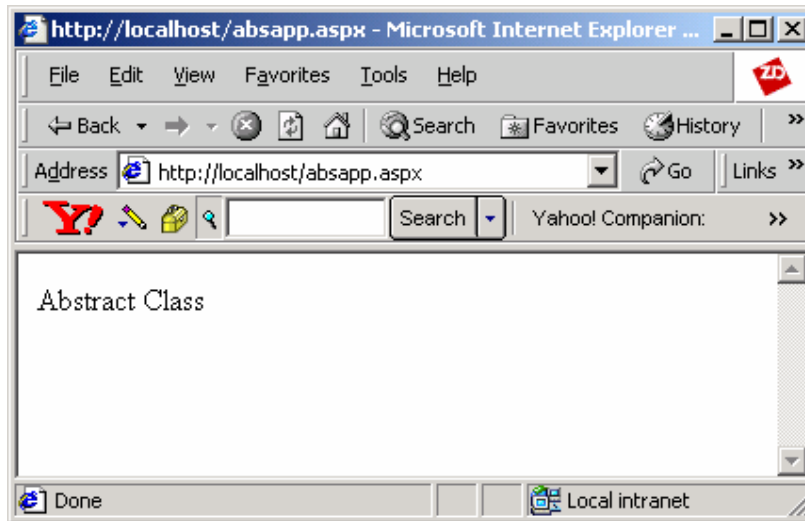 http://localhost/absapp.aspx - Microsoft Internet Explorer ...
File Edit View Favorites Tools Help
ZD
Back Search Favorites History »
Address http://localhost/absapp.aspx Go Links »
Y! Search Yahoo! Companion: »
Abstract Class
Done Local intranet